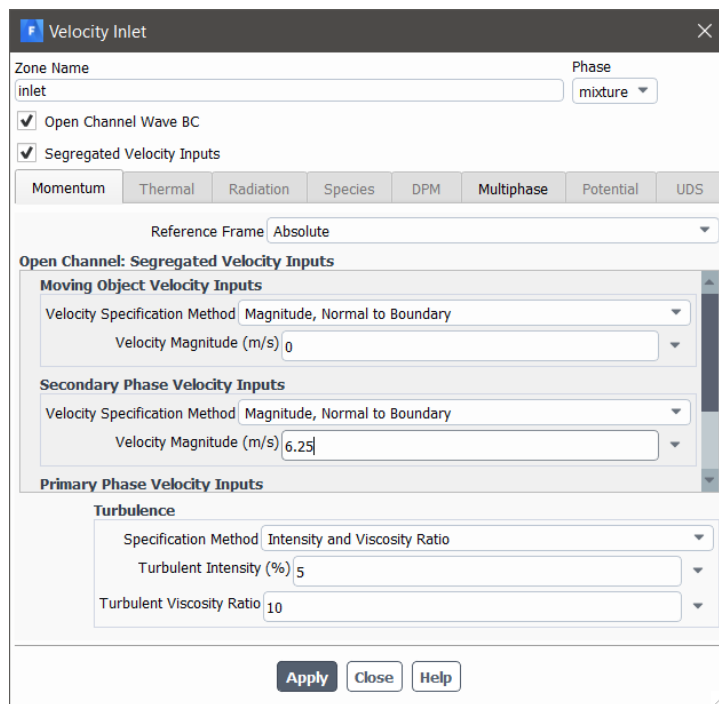 F Velocity Inlet
Zone Name Phase
inlet mixture
Open Channel Wave BC
Segregated Velocity Inputs
Momentum Thermal Radiation Species DPM Multiphase Potential UDS
Reference Frame Absolute
Open Channel: Segregated Velocity Inputs
Moving Object Velocity Inputs
Velocity Specification Method Magnitude, Normal to Boundary
Velocity Magnitude (m/s) 0
Secondary Phase Velocity Inputs
Velocity Specification Method Magnitude, Normal to Boundary
Velocity Magnitude (m/s) 6.25
Primary Phase Velocity Inputs
Turbulence
Specification Method Intensity and Viscosity Ratio
Turbulent Intensity (%) 5
Turbulent Viscosity Ratio 10
Apply Close Help